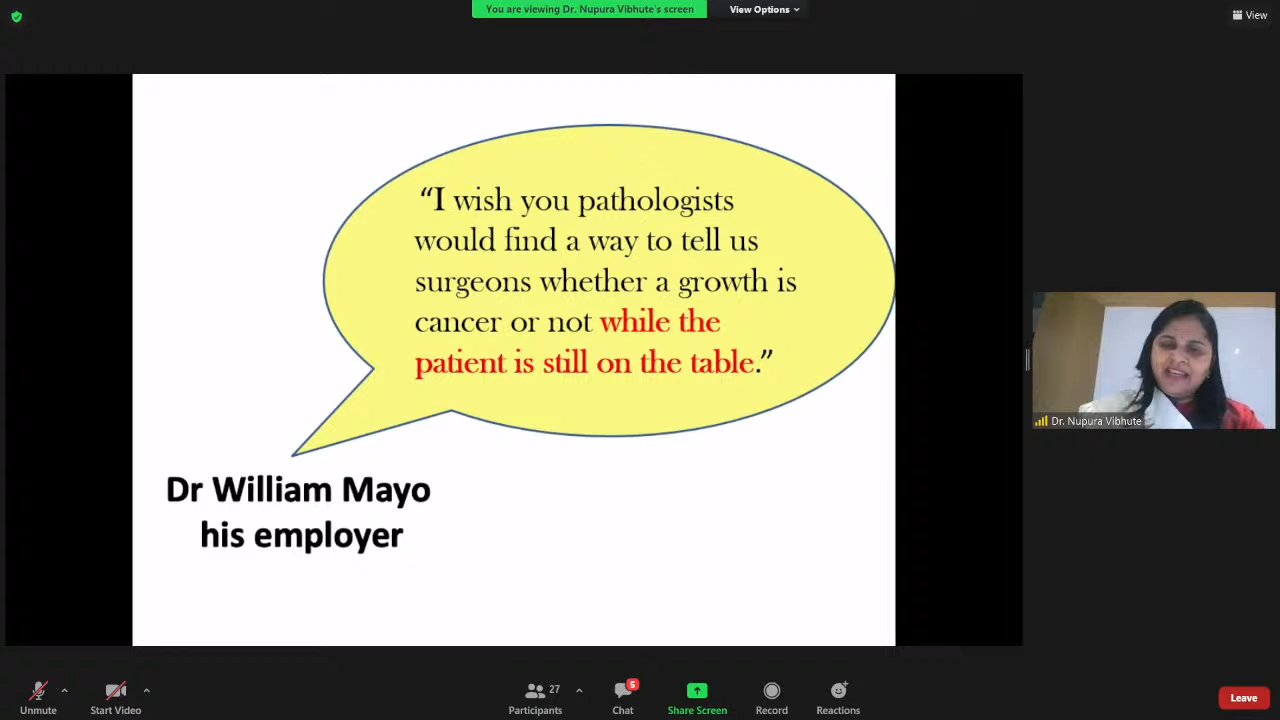 You are viewing Dr. Nupura Vibhute's screen
View Options
View
“I wish you pathologists
would find a way to tell us
surgeons whether a growth is
cancer or not while the
patient is still on the table.”
Dr William Mayo
his employer
Dr. Nupura Vibhute
Unmute
Start Video
27
Participants
5
Chat
Share Screen
Record
Reactions
Leave